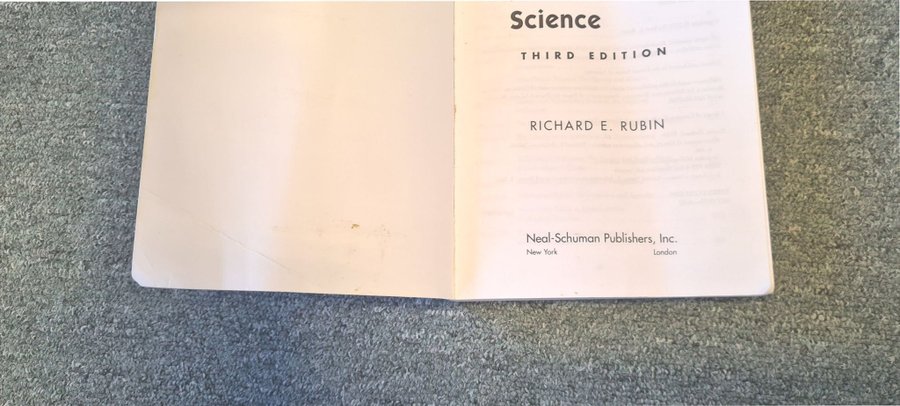 Science
THIRD EDITION
RICHARD E. RUBIN
Neal-Schuman Publishers, Inc.
New York London